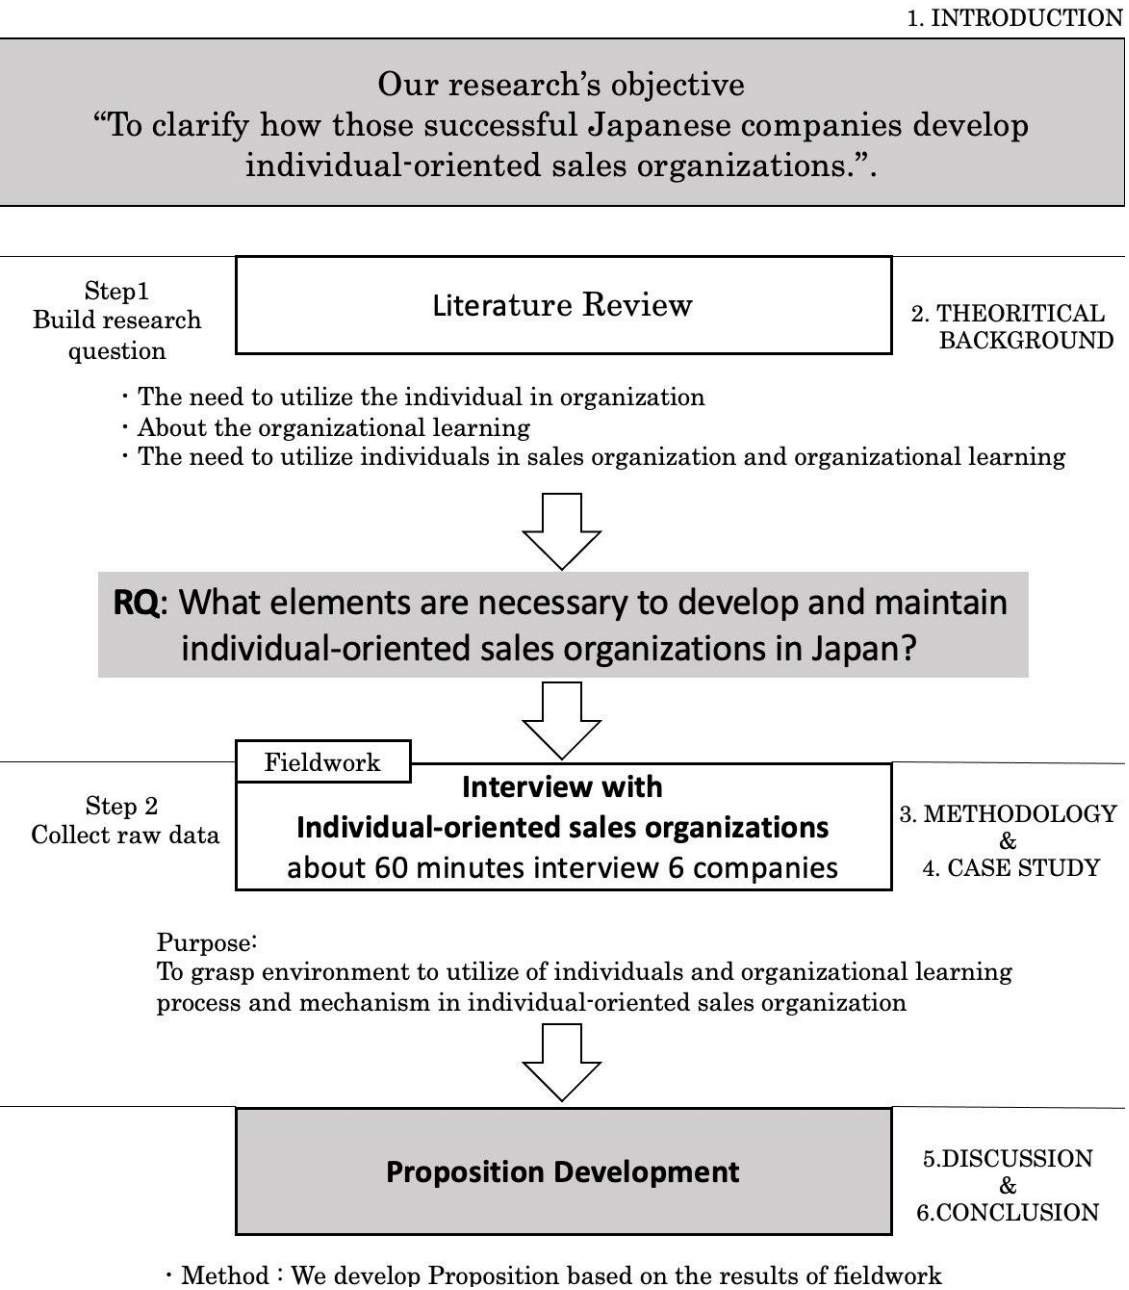 1. INTRODUCTION
Our research’s objective
“To clarify how those successful Japanese companies develop
individual-oriented sales organizations.”.
Step1
Build research
question
Literature Review
2. THEORITICAL
BACKGROUND
・The need to utilize the individual in organization
・About the organizational learning
・The need to utilize individuals in sales organization and organizational learning
RQ: What elements are necessary to develop and maintain
individual-oriented sales organizations in Japan?
Step 2
Collect raw data
Fieldwork
Interview with
Individual-oriented sales organizations
about 60 minutes interview 6 companies
3. METHODOLOGY
&
4. CASE STUDY
Purpose:
To grasp environment to utilize of individuals and organizational learning
process and mechanism in individual-oriented sales organization
Proposition Development
5.DISCUSSION
&
6.CONCLUSION
・Method : We develop Proposition based on the results of fieldwork